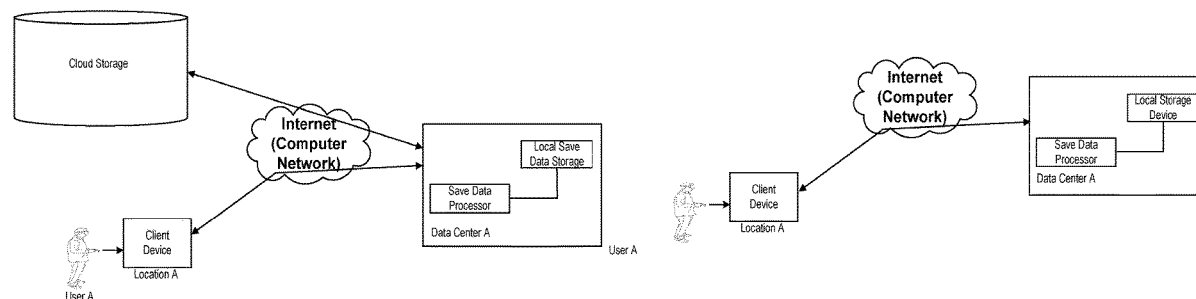 Cloud Storage
Internet
(Computer
Network)
Local Save
Data Storage
Save Data
Processor
Data Center A
User A
Client
Device
Location A
User A
Internet
(Computer
Network)
Local Storage
Device
Save Data
Processor
Data Center A
Client
Device
Location A